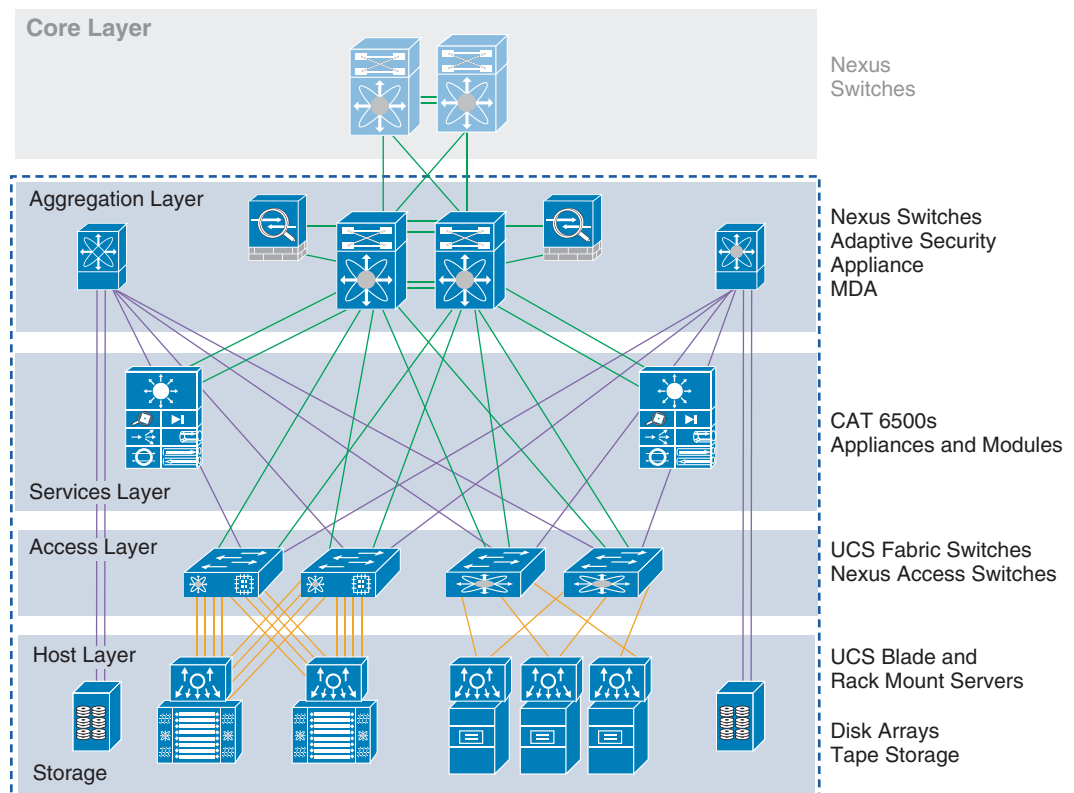 Core Layer
Nexus
Switches
Aggregation Layer
Nexus Switches
Adaptive Security
Appliance
MDA
CAT 6500s
Appliances and Modules
Services Layer
Access Layer
UCS Fabric Switches
Nexus Access Switches
Host Layer
UCS Blade and
Rack Mount Servers
Disk Arrays
Tape Storage
Storage